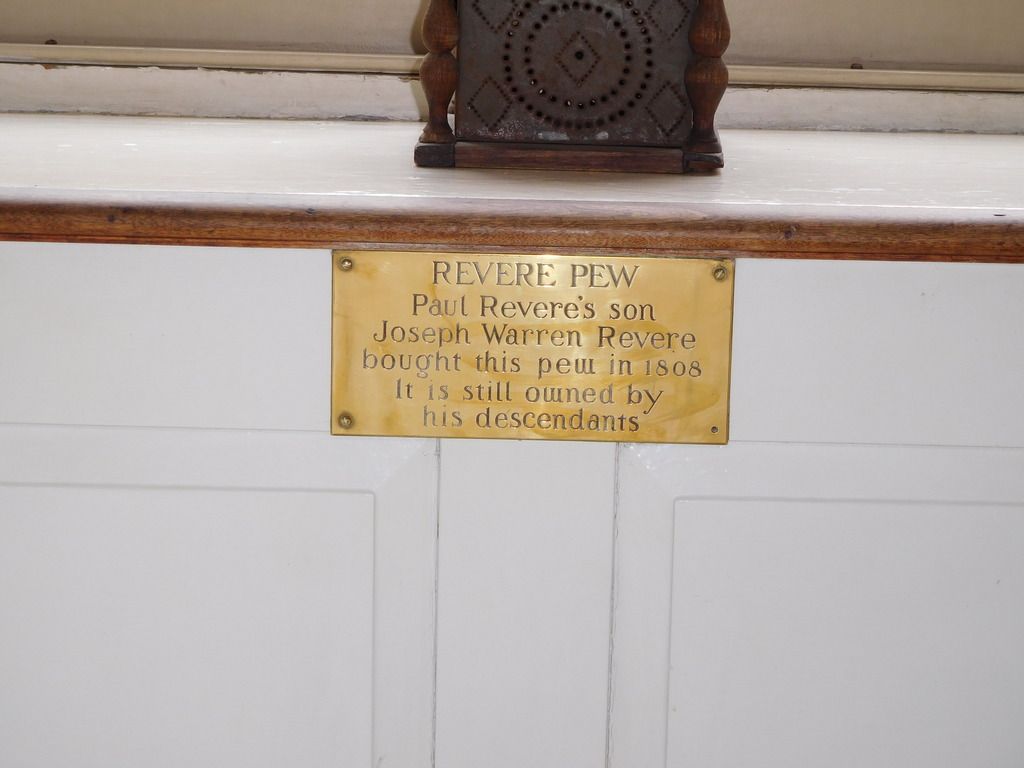 REVERE PEW
Paul Revere's son
Joseph Warren Revere
bought this pew in 1808
It is still owned by
his descendants